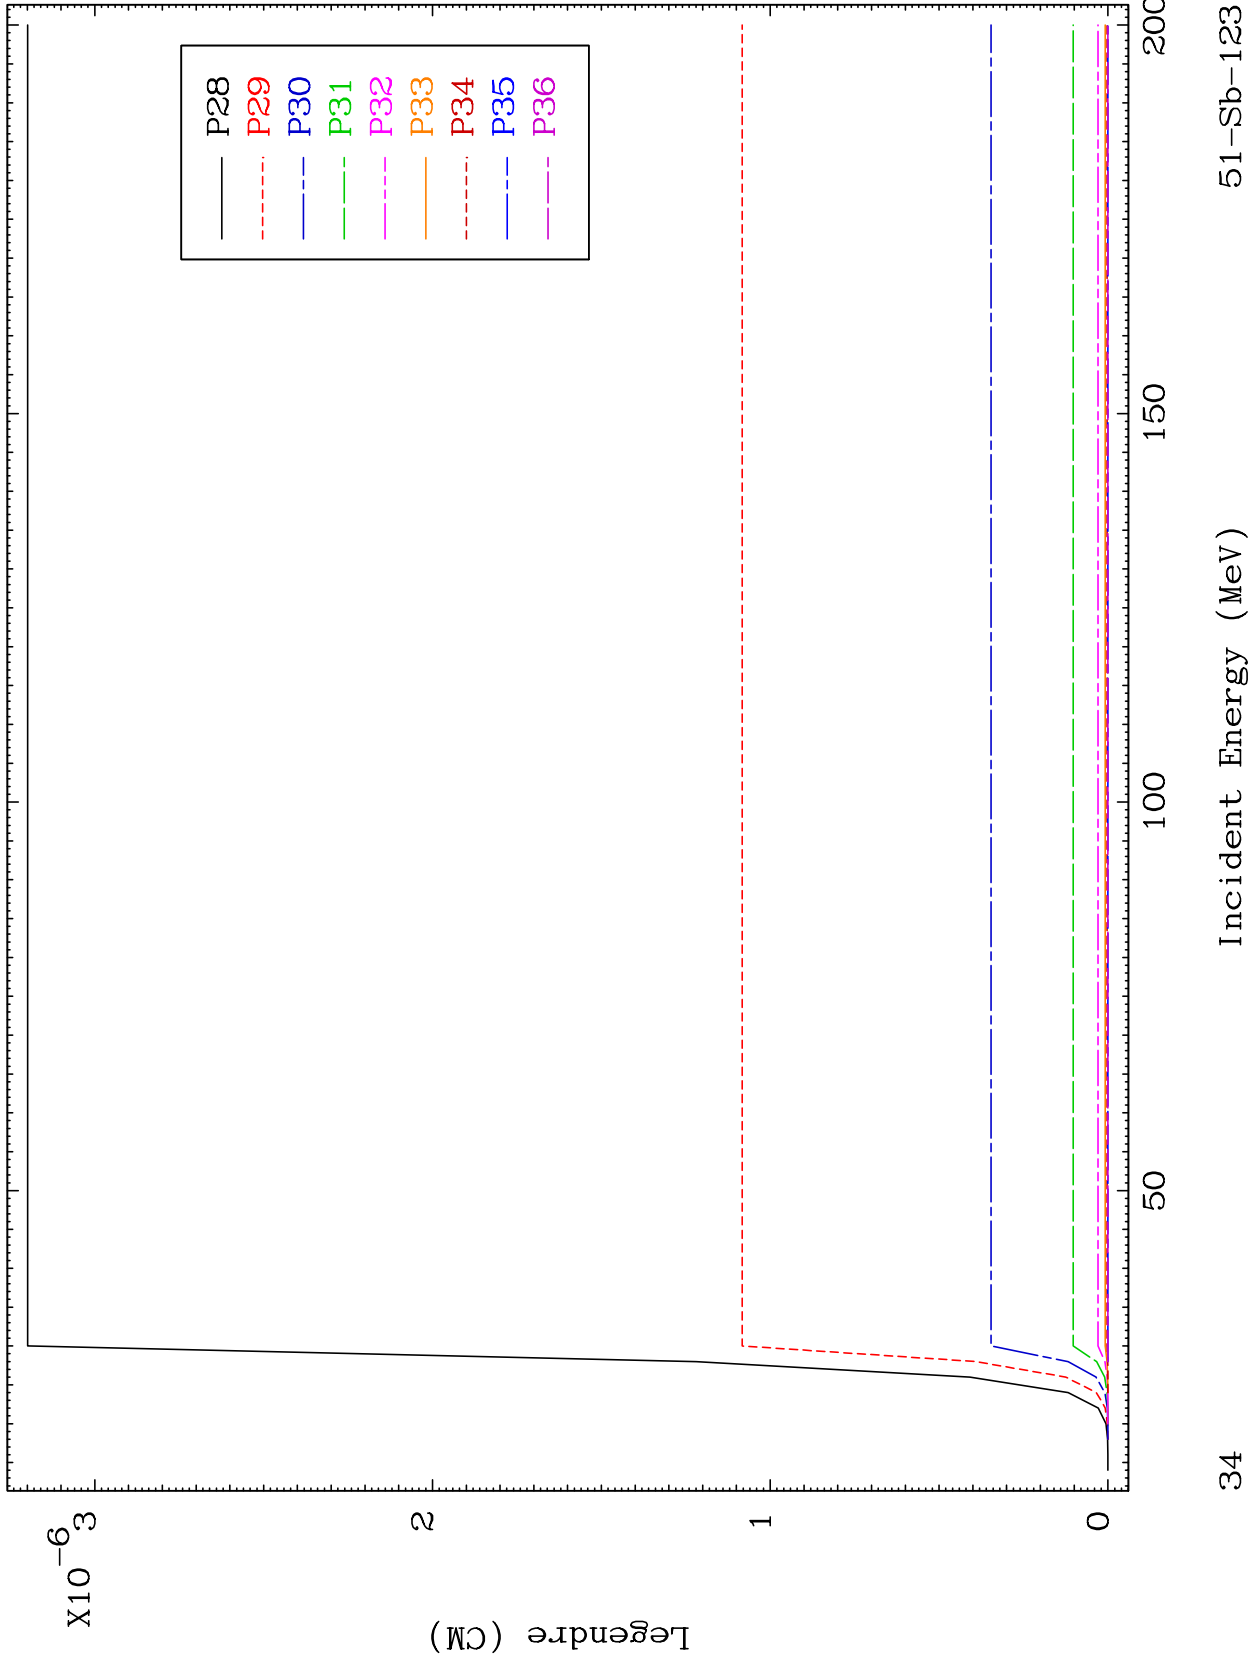 X10-6
3
2
1
0
Legendre (CM)
P28
P29
P30
P31
P32
P33
P34
P35
P36
50
100
150
200
34
Incident Energy (MeV)
51-Sb-123